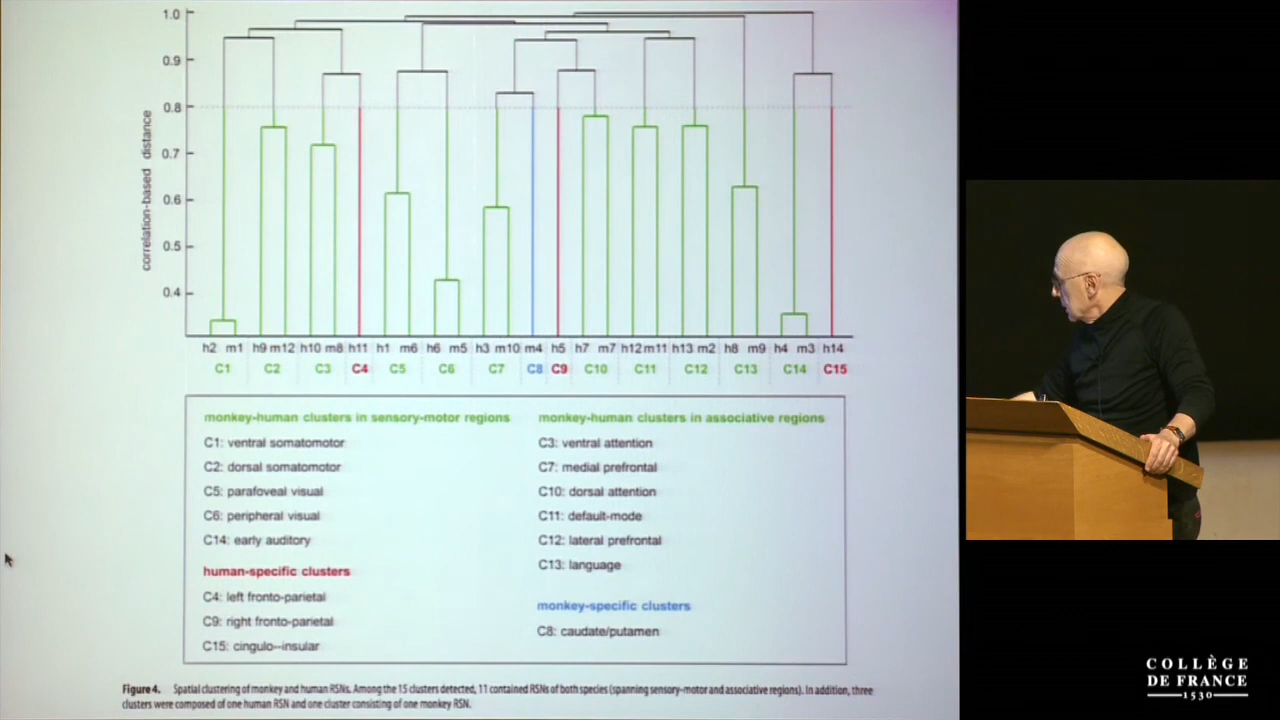 1.0
0.9
0.8
0.7
0.6
0.5
0.4
correlation-based distance
h2 m1 h9 m12 h10 m8 h11 h1 m6 h6 m5 h3 m10 m4 h5 h7 m7 h12 m11 h13 m2 h8 m9 h4 m3 h14
C1 C2 C3 C4 C5 C6 C7 C8 C9 C10 C11 C12 C13 C14 C15
monkey-human clusters in sensory-motor regions
C1: ventral somatomotor
C2: dorsal somatomotor
C5: parafoveal visual
C6: peripheral visual
C14: early auditory
human-specific clusters
C4: left fronto-parietal
C9: right fronto-parietal
C15: cingulo--insular
monkey-human clusters in associative regions
C3: ventral attention
C7: medial prefrontal
C10: dorsal attention
C11: default-mode
C12: lateral prefrontal
C13: language
monkey-specific clusters
C8: caudate/putamen
Figure 4. Spatial clustering of monkey and human RSNs. Among the 15 clusters detected, 11 contained RSNs of both species (spanning sensory-motor and associative regions). In addition, three
clusters were composed of one human RSN and one cluster consisting of one monkey RSN.
COLLÈGE
DE FRANCE
1530